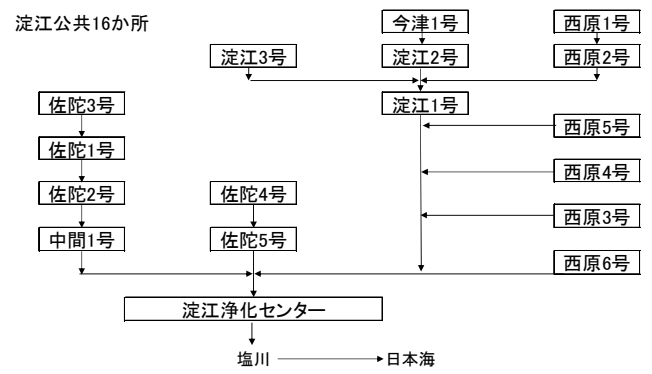 淀江公共16か所
今津1号
西原1号
淀江3号
淀江2号
西原2号
佐陀3号
淀江1号
西原5号
佐陀1号
西原4号
佐陀2号
佐陀4号
西原3号
中間1号
佐陀5号
西原6号
淀江浄化センター
塩川
日本海